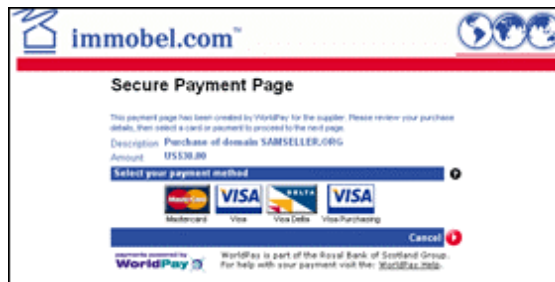 immobel.com™
Secure Payment Page
This payment page has been created by WorldPay for the supplier. Please review your purchase
details, then select a card or payment to proceed to the next page.
Description Purchase of domain SAMSELLER.ORG
Amount US$30.00
Select your payment method ?
MasterCard VISA DELTA VISA
Mastercard Visa Visa Delta Visa Purchasing
Cancel
payments powered by
WorldPay
WorldPay is part of the Royal Bank of Scotland Group.
For help with your payment visit the: WorldPay Help.